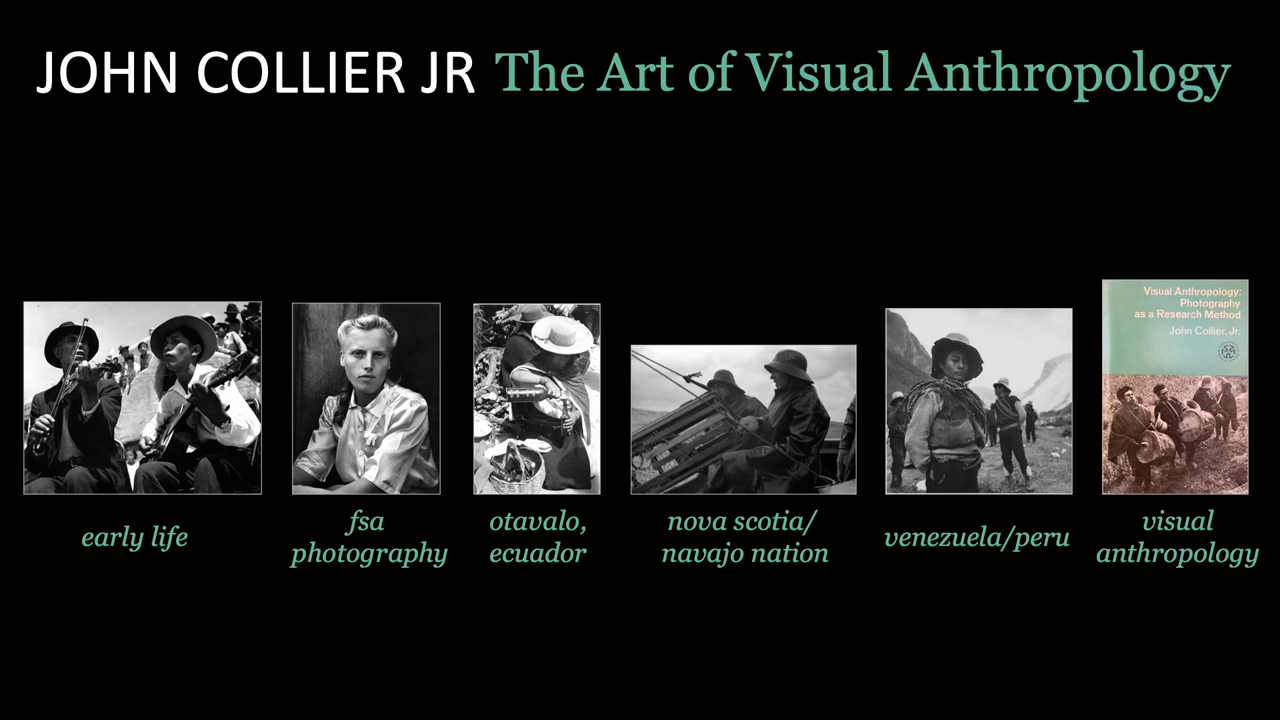 JOHN COLLIER JR The Art of Visual Anthropology
Visual Anthropology:
Photography
as a Research Method
John Collier, Jr.
early life
fsa
photography
otavalo,
ecuador
nova scotia/
navajo nation
venezuela/peru
visual
anthropology